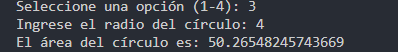 Seleccione una opción (1-4): 3
Ingrese el radio del círculo: 4
El área del círculo es: 50.26548245743669